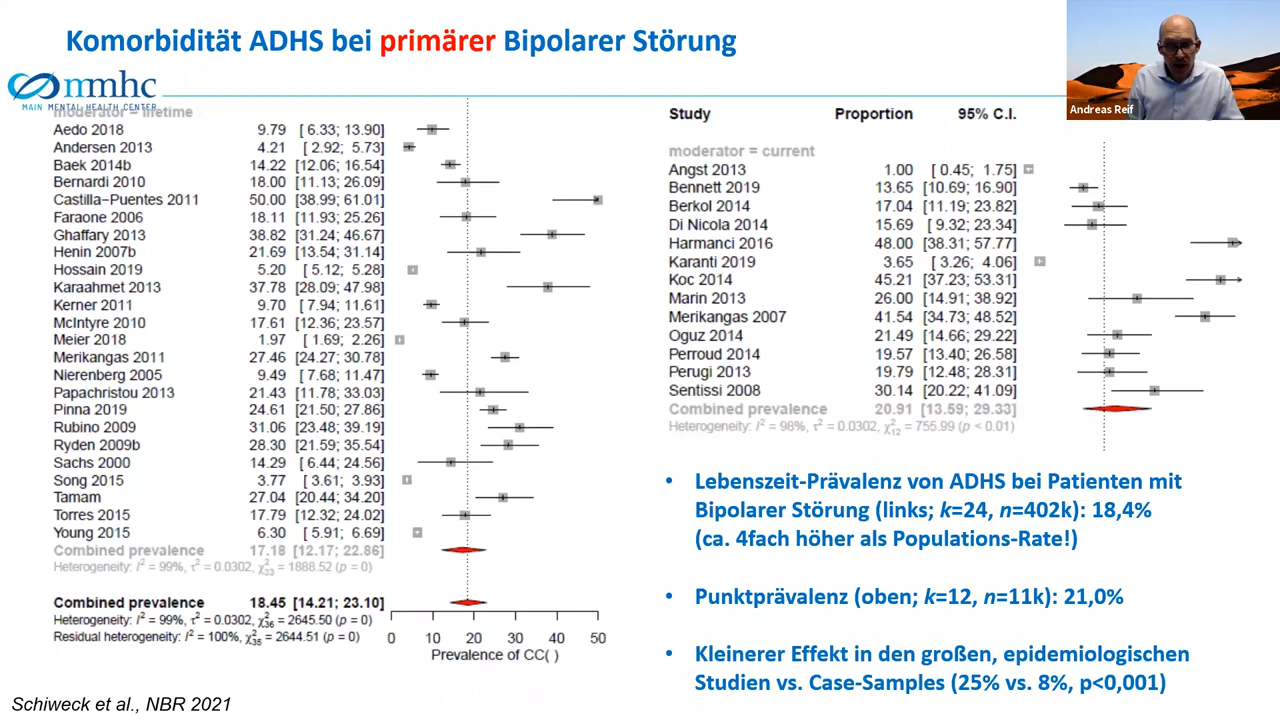 Komorbidität ADHS bei primärer Bipolarer Störung
mmhc
MAIN MENTAL HEALTH CENTER
Andreas Reif
moderator = lifetime
Aedo 2018 9.79 [ 6.33; 13.90]
Andersen 2013 4.21 [ 2.92; 5.73]
Baek 2014b 14.22 [12.06; 16.54]
Bernardi 2010 18.00 [11.13; 26.09]
Castilla−Puentes 2011 50.00 [38.99; 61.01]
Faraone 2006 18.11 [11.93; 25.26]
Ghaffary 2013 38.82 [31.24; 46.67]
Henin 2007b 21.69 [13.54; 31.14]
Hossain 2019 5.20 [ 5.12; 5.28]
Karaahmet 2013 37.78 [28.09; 47.98]
Kerner 2011 9.70 [ 7.94; 11.61]
McIntyre 2010 17.61 [12.36; 23.57]
Meier 2018 1.97 [ 1.69; 2.26]
Merikangas 2011 27.46 [24.27; 30.78]
Nierenberg 2005 9.49 [ 7.68; 11.47]
Papachristou 2013 21.43 [11.78; 33.03]
Pinna 2019 24.61 [21.50; 27.86]
Rubino 2009 31.06 [23.48; 39.19]
Ryden 2009b 28.30 [21.59; 35.54]
Sachs 2000 14.29 [ 6.44; 24.56]
Song 2015 3.77 [ 3.61; 3.93]
Tamam 27.04 [20.44; 34.20]
Torres 2015 17.79 [12.32; 24.02]
Young 2015 6.30 [ 5.91; 6.69]
Combined prevalence 17.18 [12.17; 22.86]
Heterogeneity: I² = 99%, τ² = 0.0302, χ²₂₃ = 1888.52 (p = 0)
Combined prevalence 18.45 [14.21; 23.10]
Heterogeneity: I² = 99%, τ² = 0.0302, χ²₃₆ = 2645.50 (p = 0)
Residual heterogeneity: I² = 100%, χ²₃₅ = 2644.51 (p = 0)
0 10 20 30 40 50
Prevalence of CC( )
Study Proportion 95% C.I.
moderator = current
Angst 2013 1.00 [ 0.45; 1.75]
Bennett 2019 13.65 [10.69; 16.90]
Berkol 2014 17.04 [11.19; 23.82]
Di Nicola 2014 15.69 [ 9.32; 23.34]
Harmanci 2016 48.00 [38.31; 57.77]
Karanti 2019 3.65 [ 3.26; 4.06]
Koc 2014 45.21 [37.23; 53.31]
Marin 2013 26.00 [14.91; 38.92]
Merikangas 2007 41.54 [34.73; 48.52]
Oguz 2014 21.49 [14.66; 29.22]
Perroud 2014 19.57 [13.40; 26.58]
Perugi 2013 19.79 [12.48; 28.31]
Sentissi 2008 30.14 [20.22; 41.09]
Combined prevalence 20.91 [13.59; 29.33]
Heterogeneity: I² = 98%, τ² = 0.0302, χ²₁₂ = 755.99 (p < 0.01)
• Lebenszeit-Prävalenz von ADHS bei Patienten mit
Bipolarer Störung (links; k=24, n=402k): 18,4%
(ca. 4fach höher als Populations-Rate!)
• Punktprävalenz (oben; k=12, n=11k): 21,0%
• Kleinerer Effekt in den großen, epidemiologischen
Studien vs. Case-Samples (25% vs. 8%, p<0,001)
Schiweck et al., NBR 2021